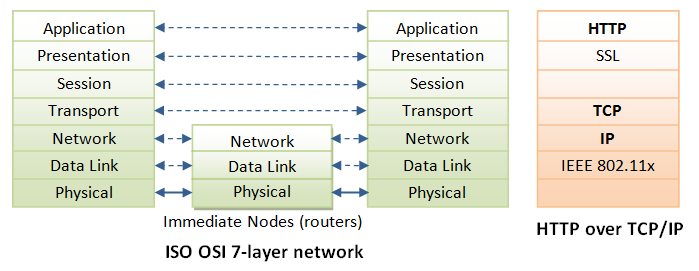 Application
Presentation
Session
Transport
Network
Data Link
Physical
Network
Data Link
Physical
Immediate Nodes (routers)
Application
Presentation
Session
Transport
Network
Data Link
Physical
ISO OSI 7-layer network
HTTP
SSL
TCP
IP
IEEE 802.11x
HTTP over TCP/IP